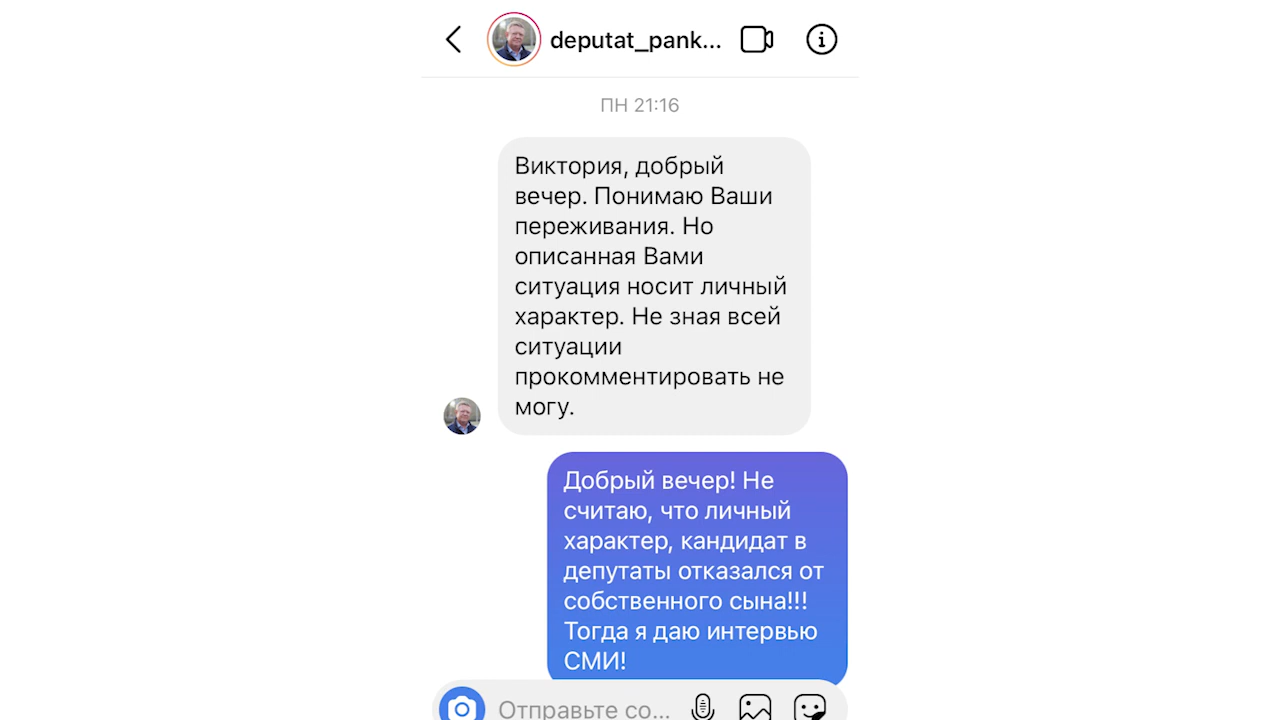 deputat_pank...
ПН 21:16
Виктория, добрый
вечер. Понимаю Ваши
переживания. Но
описанная Вами
ситуация носит личный
характер. Не зная всей
ситуации
прокомментировать не
могу.
Добрый вечер! Не
считаю, что личный
характер, кандидат в
депутаты отказался от
собственного сына!!!
Тогда я даю интервью
СМИ!
Отправьте со...